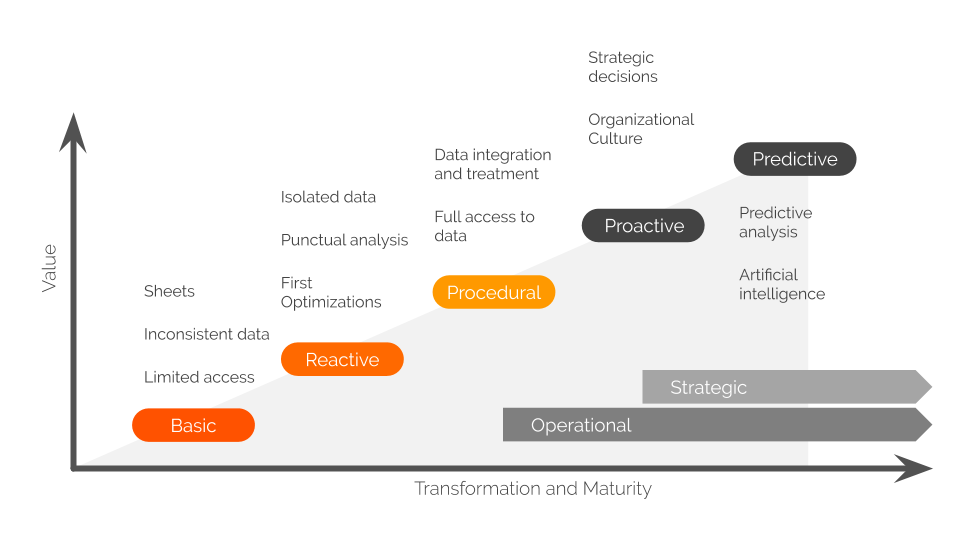 Strategic
decisions
Organizational
Culture
Data integration
and treatment
Predictive
Isolated data
Full access to
data
Predictive
analysis
Proactive
Punctual analysis
Value
First
Optimizations
Artificial
intelligence
Sheets
Procedural
Inconsistent data
Reactive
Limited access
Strategic
Basic
Operational
Transformation and Maturity